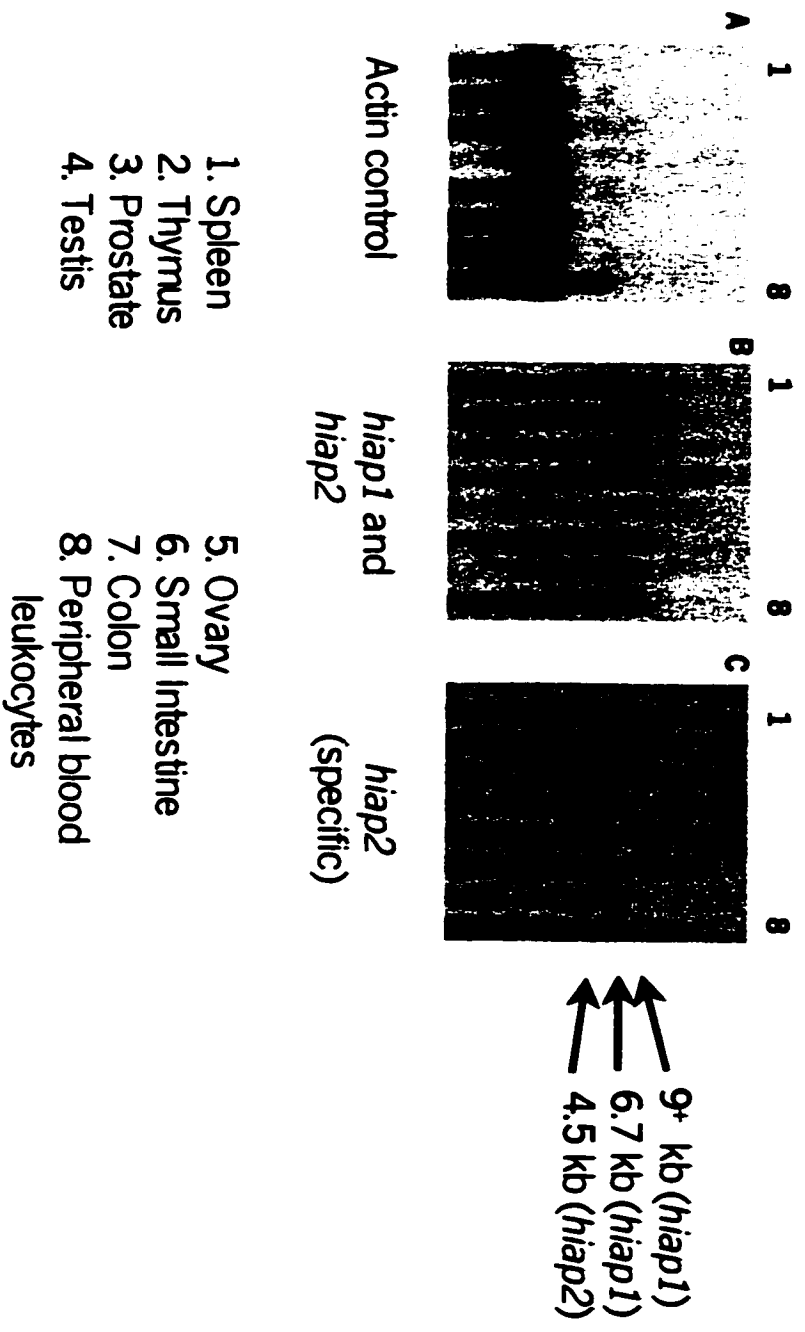 A
1
8
B
1
8
C
1
8
9+ kb (hiap1)
6.7 kb (hiap1)
4.5 kb (hiap2)
Actin control
hiap1 and
hiap2
hiap2
(specific)
1. Spleen
2. Thymus
3. Prostate
4. Testis
5. Ovary
6. Small Intestine
7. Colon
8. Peripheral blood
leukocytes